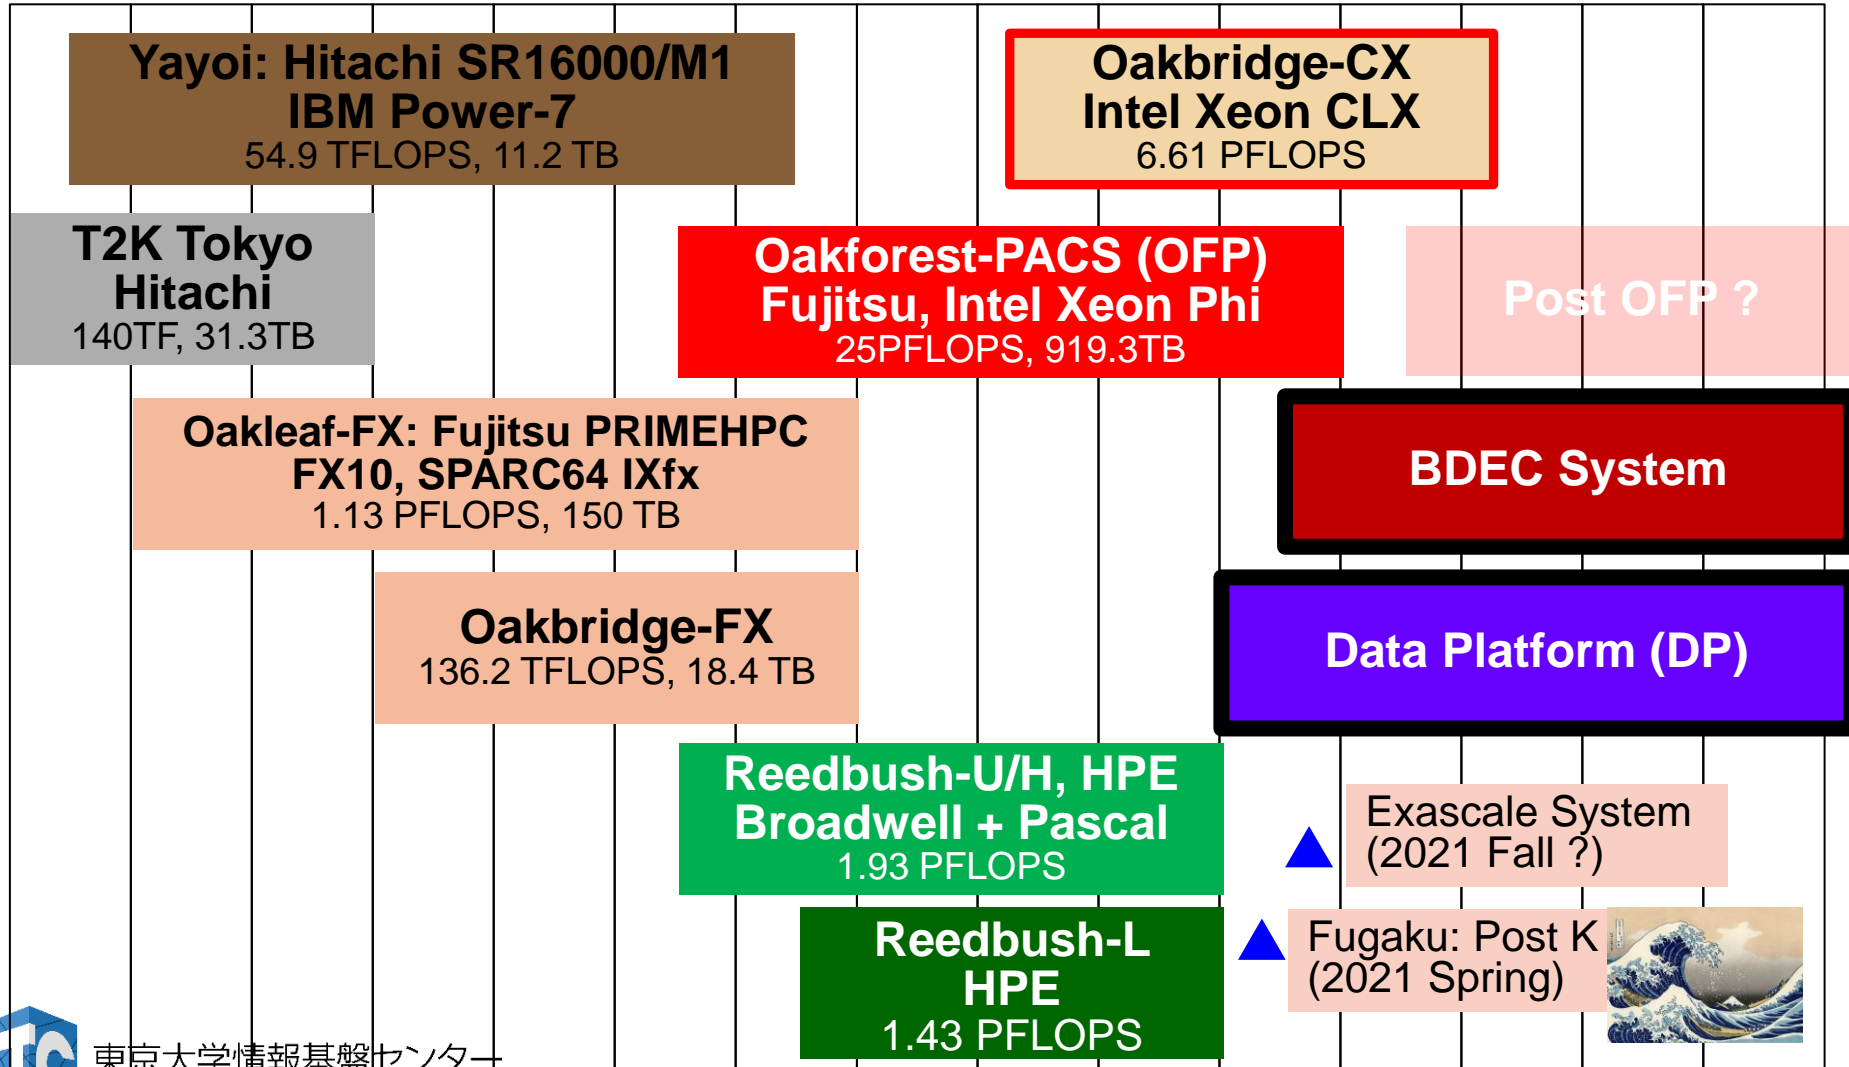 Yayoi: Hitachi SR16000/M1
IBM Power-7
54.9 TFLOPS, 11.2 TB
Oakbridge-CX
Intel Xeon CLX
6.61 PFLOPS
T2K Tokyo
Hitachi
140TF, 31.3TB
Oakforest-PACS (OFP)
Fujitsu, Intel Xeon Phi
25PFLOPS, 919.3TB
Post OFP ?
Oakleaf-FX: Fujitsu PRIMEHPC
FX10, SPARC64 IXfx
1.13 PFLOPS, 150 TB
BDEC System
Oakbridge-FX
136.2 TFLOPS, 18.4 TB
Data Platform (DP)
Reedbush-U/H, HPE
Broadwell + Pascal
1.93 PFLOPS
Exascale System
(2021 Fall ?)
Reedbush-L
HPE
1.43 PFLOPS
Fugaku: Post K
(2021 Spring)
東京大学情報基盤センター